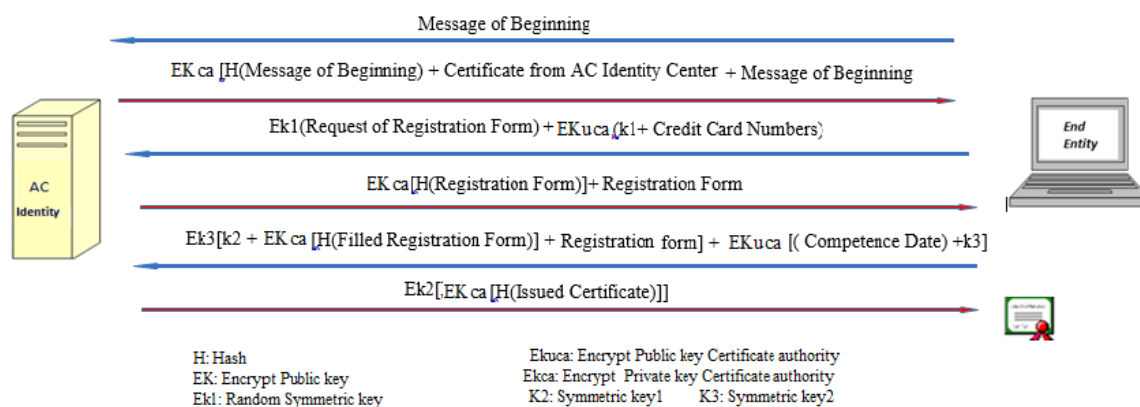 Message of Beginning
EK ca [H(Message of Beginning) + Certificate from AC Identity Center + Message of Beginning
Ek1(Request of Registration Form) + EKuca (k1+ Credit Card Numbers)
End
Entity
AC
Identity
EK ca[H(Registration Form)]+ Registration Form
Ek3[k2 + EK ca [H(Filled Registration Form)] + Registration form] + EKuca [( Competence Date) +k3]
Ek2[,EK ca[H(Issued Certificate)]]
H: Hash
Ekuca: Encrypt Public key Certificate authority
EK: Encrypt Public key
Ekca: Encrypt Private key Certificate authority
Ek1: Random Symmetric key
K2: Symmetric key1 K3: Symmetric key2